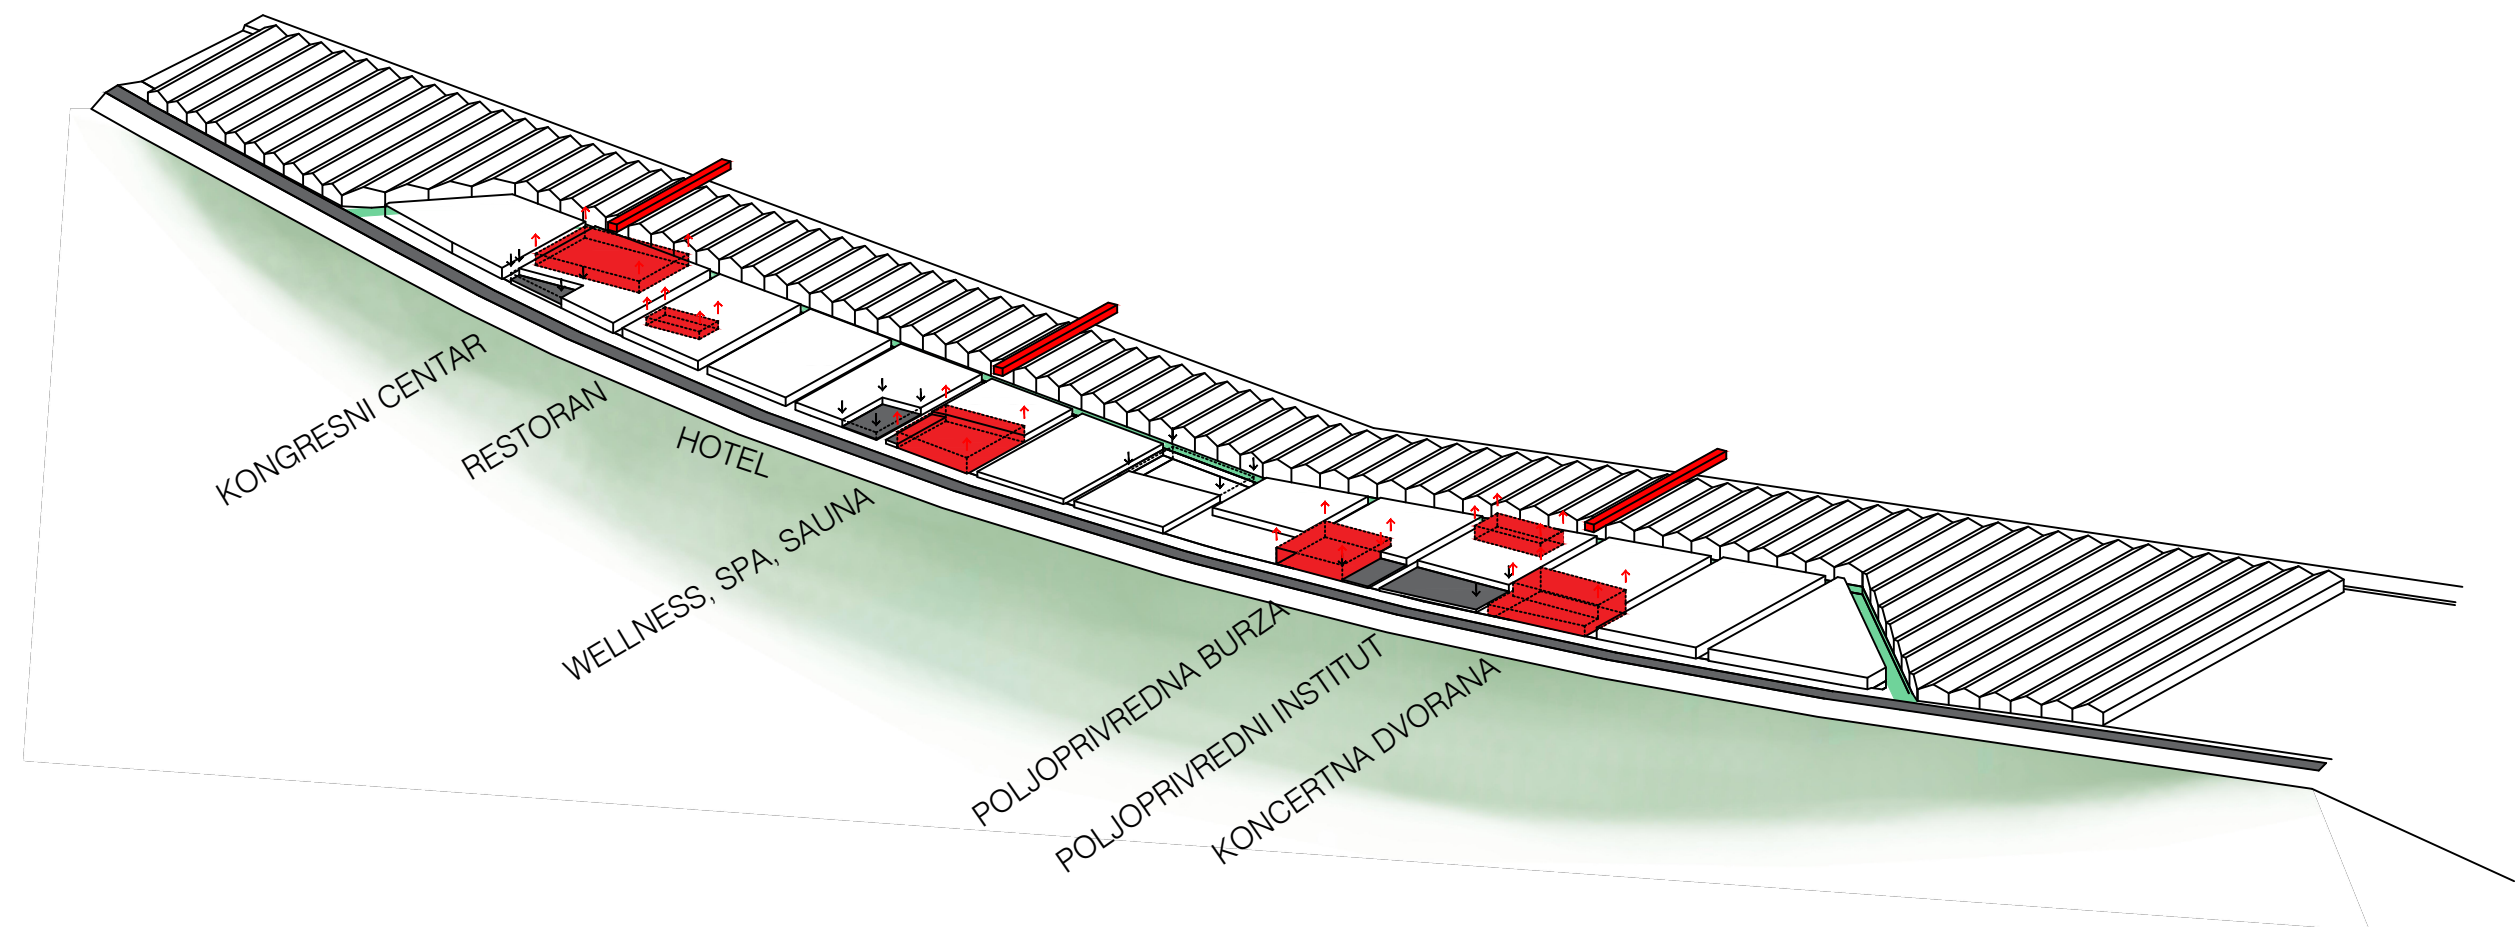 KONGRESNI CENTAR
RESTORAN
HOTEL
WELLNESS, SPA, SAUNA
POLJOPRIVREDNA BURZA
POLJOPRIVREDNI INSTITUT
KONCERTNA DVORANA